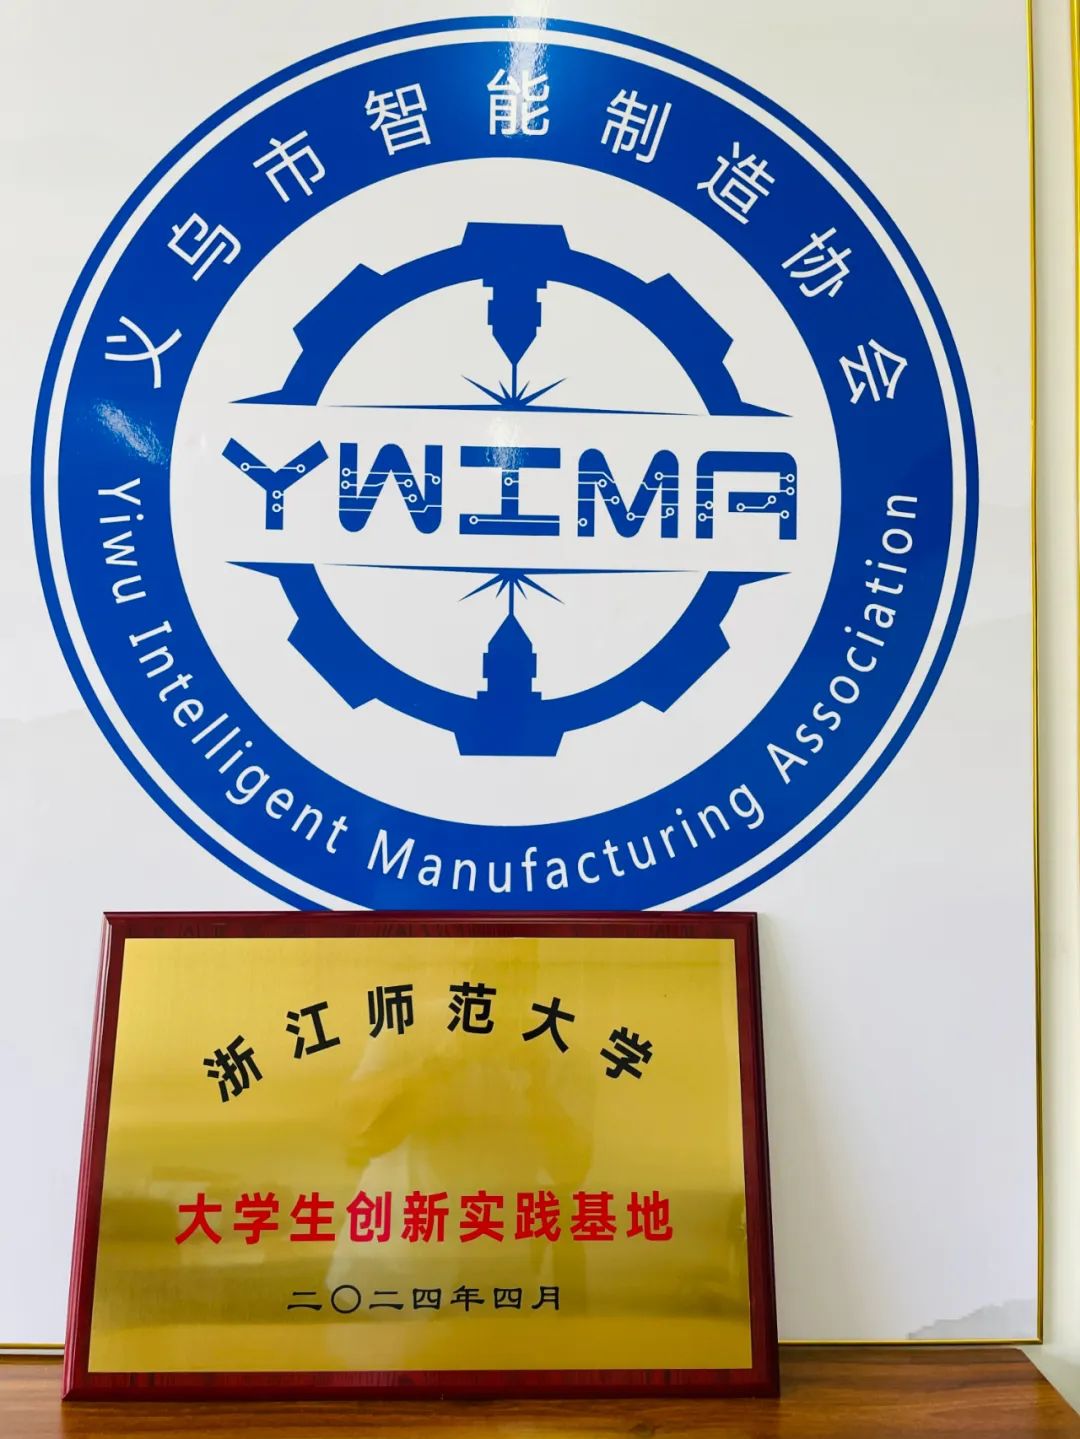 义乌市智能制造协会
YWIMA
Yiwu Intelligent Manufacturing Association
浙江师范大学
大学生创新实践基地
二〇二四年四月